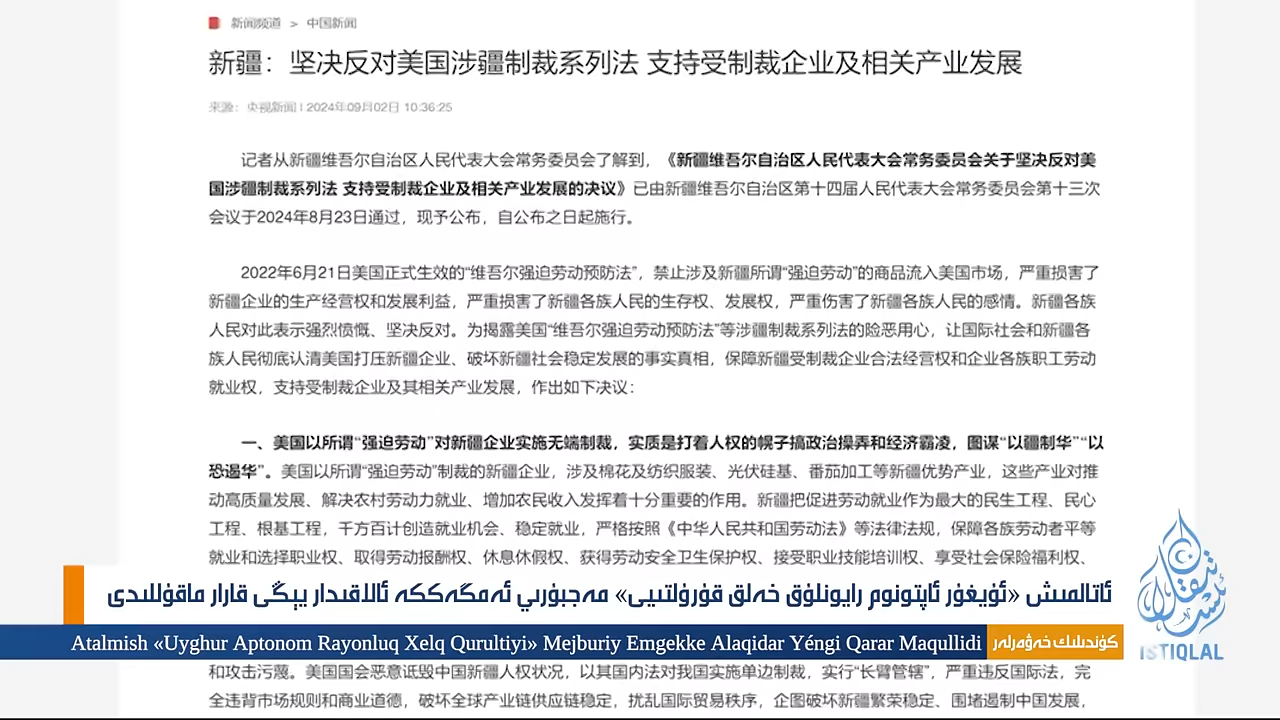 新闻频道 > 中国新闻
新疆：坚决反对美国涉疆制裁系列法 支持受制裁企业及相关产业发展
来源：央视新闻 | 2024年09月02日 10:36:25
记者从新疆维吾尔自治区人民代表大会常务委员会了解到，《新疆维吾尔自治区人民代表大会常务委员会关于坚决反对美
国涉疆制裁系列法 支持受制裁企业及相关产业发展的决议》已由新疆维吾尔自治区第十四届人民代表大会常务委员会第十三次
会议于2024年8月23日通过，现予公布，自公布之日起施行。
2022年6月21日美国正式生效的“维吾尔强迫劳动预防法”，禁止涉及新疆所谓“强迫劳动”的商品流入美国市场，严重损害了
新疆企业的生产经营权和发展利益，严重损害了新疆各族人民的生存权、发展权，严重伤害了新疆各族人民的感情。新疆各族
人民对此表示强烈愤慨、坚决反对。为揭露美国“维吾尔强迫劳动预防法”等涉疆制裁系列法的险恶用心，让国际社会和新疆各
族人民彻底认清美国打压新疆企业、破坏新疆社会稳定发展的事实真相，保障新疆受制裁企业合法经营权和企业各族职工劳动
就业权，支持受制裁企业及其相关产业发展，作出如下决议：
一、美国以所谓“强迫劳动”对新疆企业实施无端制裁，实质是打着人权的幌子搞政治操弄和经济霸凌，图谋“以疆制华”“以
恐遏华”。美国以所谓“强迫劳动”制裁的新疆企业，涉及棉花及纺织服装、光伏硅基、番茄加工等新疆优势产业，这些产业对推
动高质量发展、解决农村劳动力就业、增加农民收入发挥着十分重要的作用。新疆把促进劳动就业作为最大的民生工程、民心
工程、根基工程，千方百计创造就业机会、稳定就业，严格按照《中华人民共和国劳动法》等法律法规，保障各族劳动者平等
就业和选择职业权、取得劳动报酬权、休息休假权、获得劳动安全卫生保护权、接受职业技能培训权、享受社会保险福利权、
ئاتالمىش «ئۇيغۇر ئاپتونوم رايونلۇق خەلق قۇرۇلتىيى» مەجبۇرىي ئەمگەككە ئالاقىدار يېڭى قارار ماقۇللىدى
Atalmish «Uyghur Aptonom Rayonluq Xelq Qurultiyi» Mejburiy Emgekke Alaqidar Yéngi Qarar Maqullidi
كۈندىلىك خەۋەرلەر
ISTIQLAL
和攻击污蔑。美国国会恶意诋毁中国新疆人权状况，以其国内法对我国实施单边制裁，实行“长臂管辖”，严重违反国际法，完
全违背市场规则和商业道德，破坏全球产业链供应链稳定，扰乱国际贸易秩序，企图破坏新疆繁荣稳定、围堵遏制中国发展，